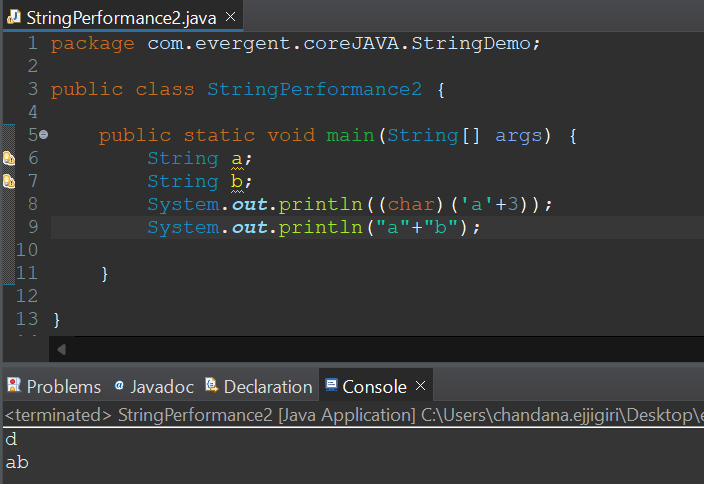 StringPerformance2.java
1 package com.evergent.coreJAVA.StringDemo;
2
3 public class StringPerformance2 {
4
5 public static void main(String[] args) {
6 String a;
7 String b;
8 System.out.println((char)('a'+3));
9 System.out.println("a"+"b");
10
11 }
12
13 }
Problems @ Javadoc Declaration Console
<terminated> StringPerformance2 [Java Application] C:\Users\chandana.ejjigiri\Desktop\e
d
ab